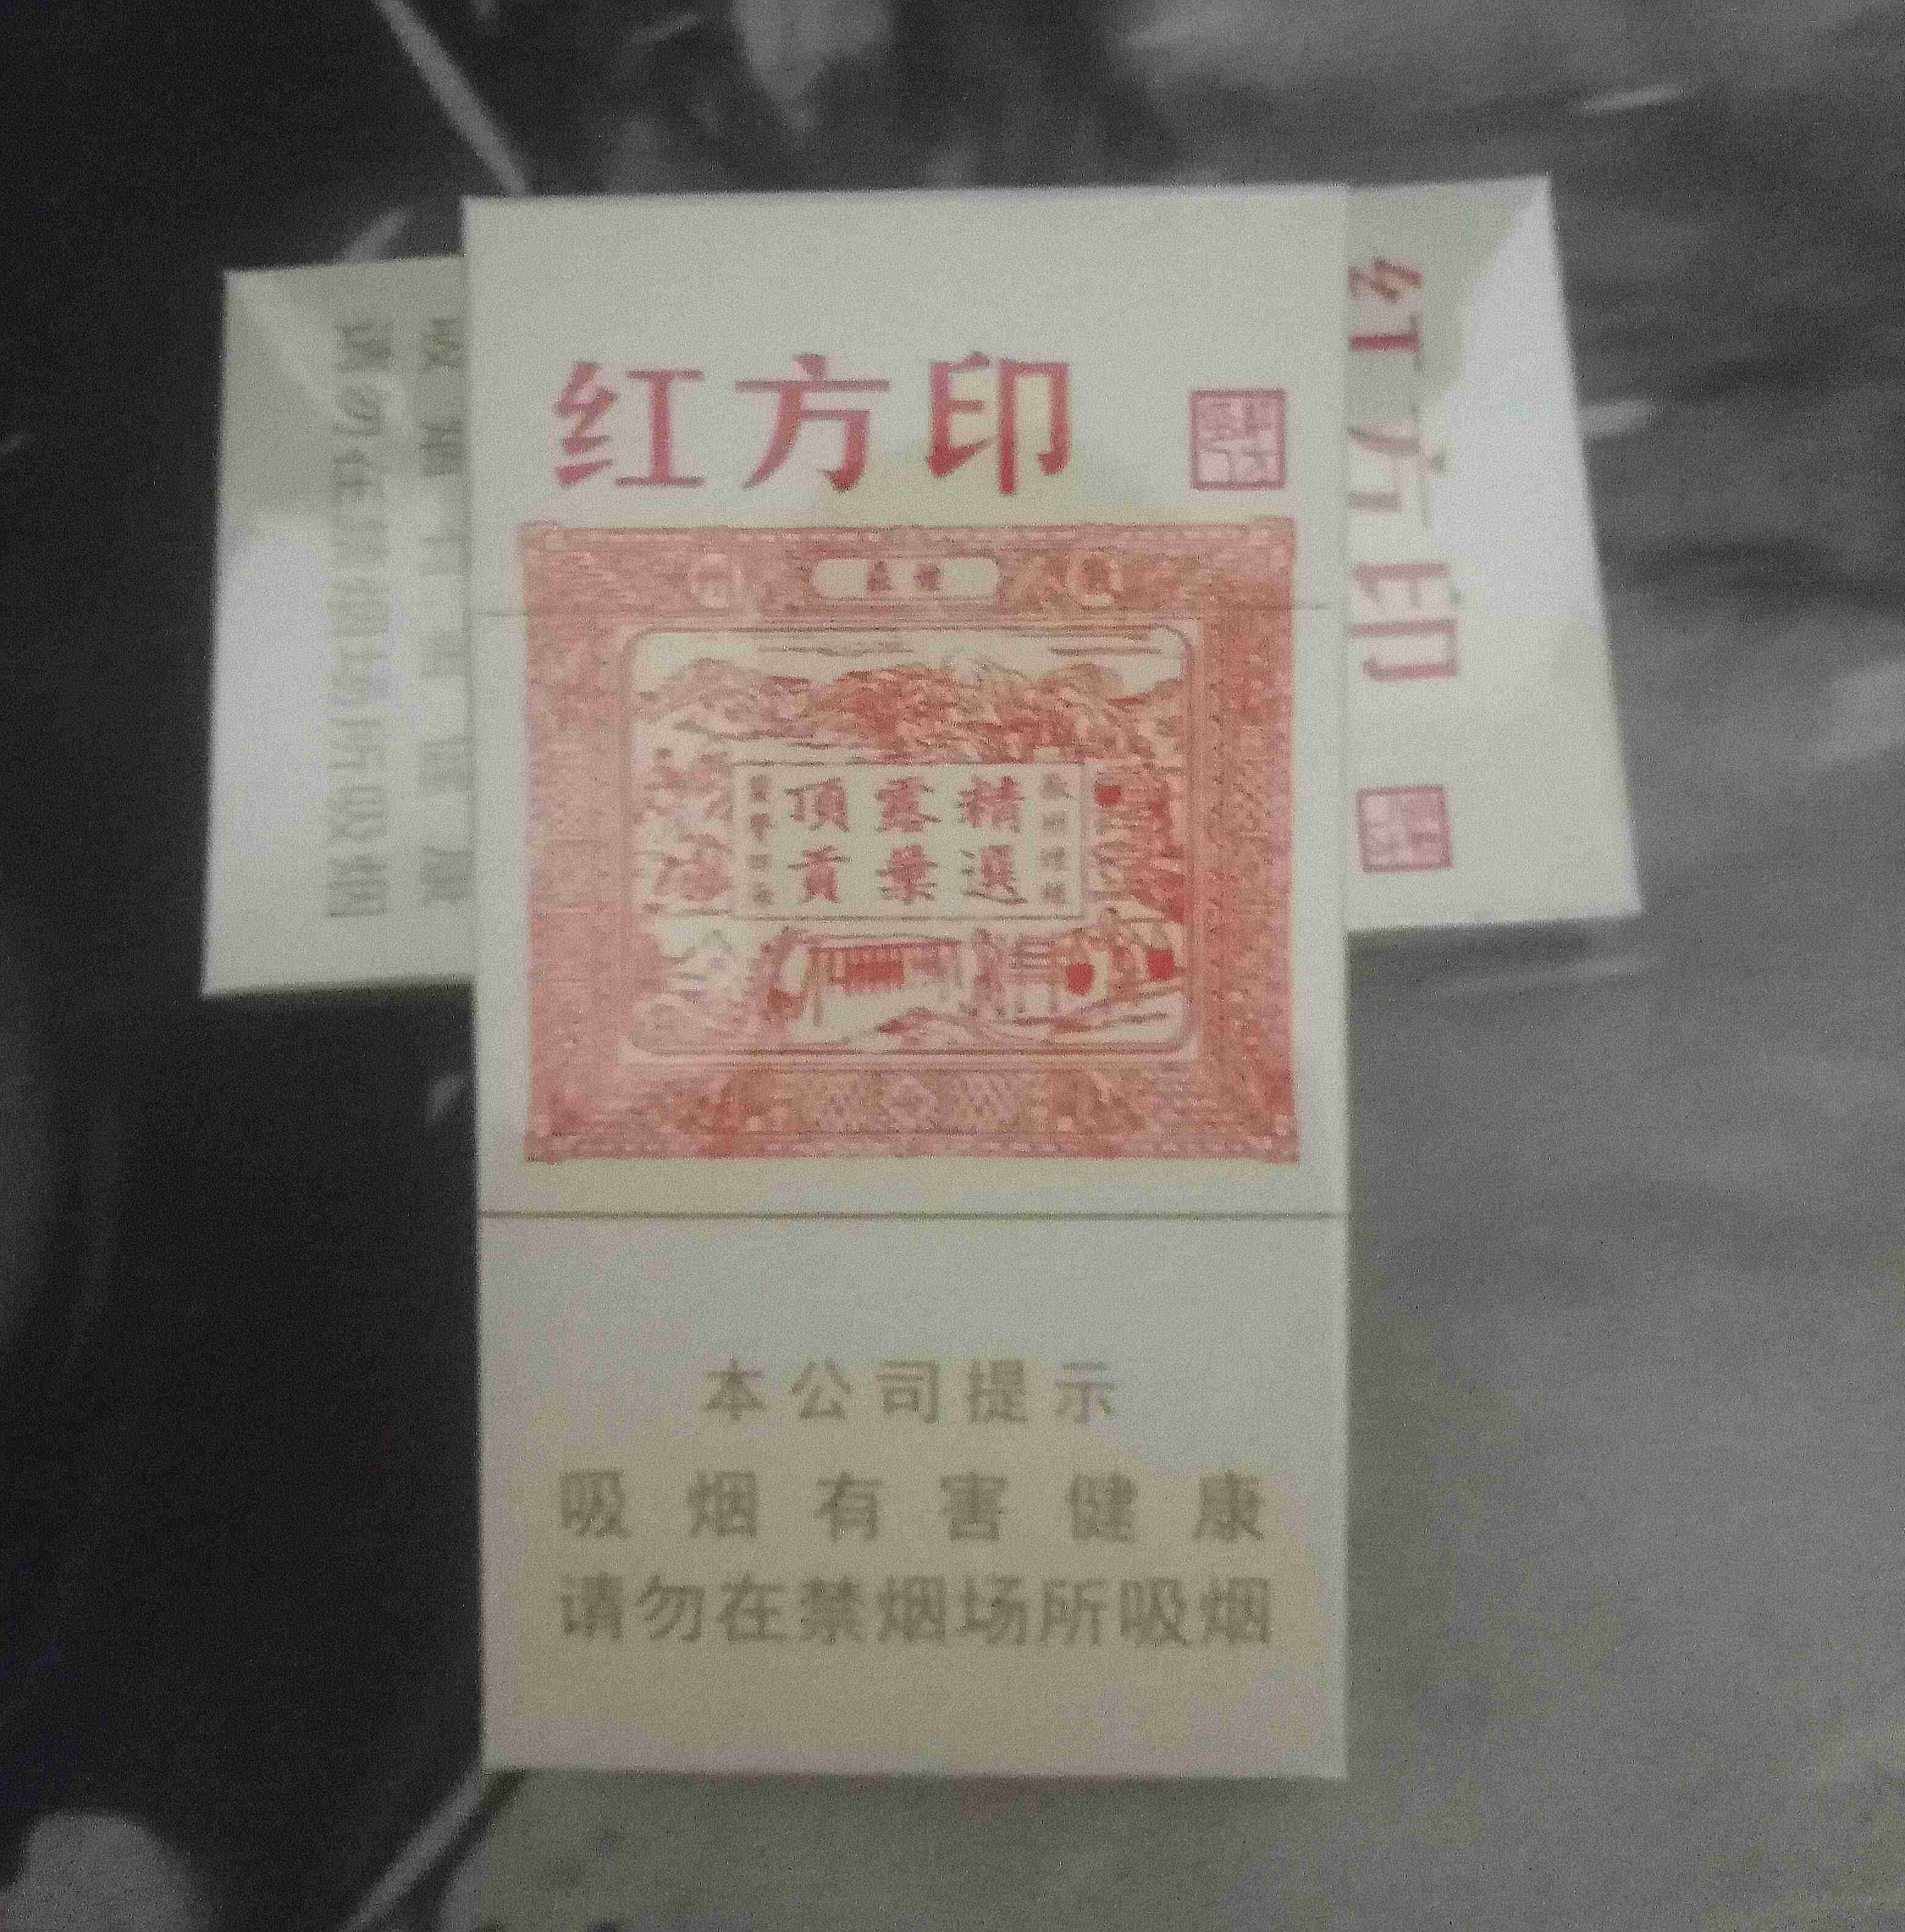 红方印
頂露精
貢葉選
本公司提示
吸烟有害健康
请勿在禁烟场所吸烟
红方印
请勿在禁烟场所吸烟